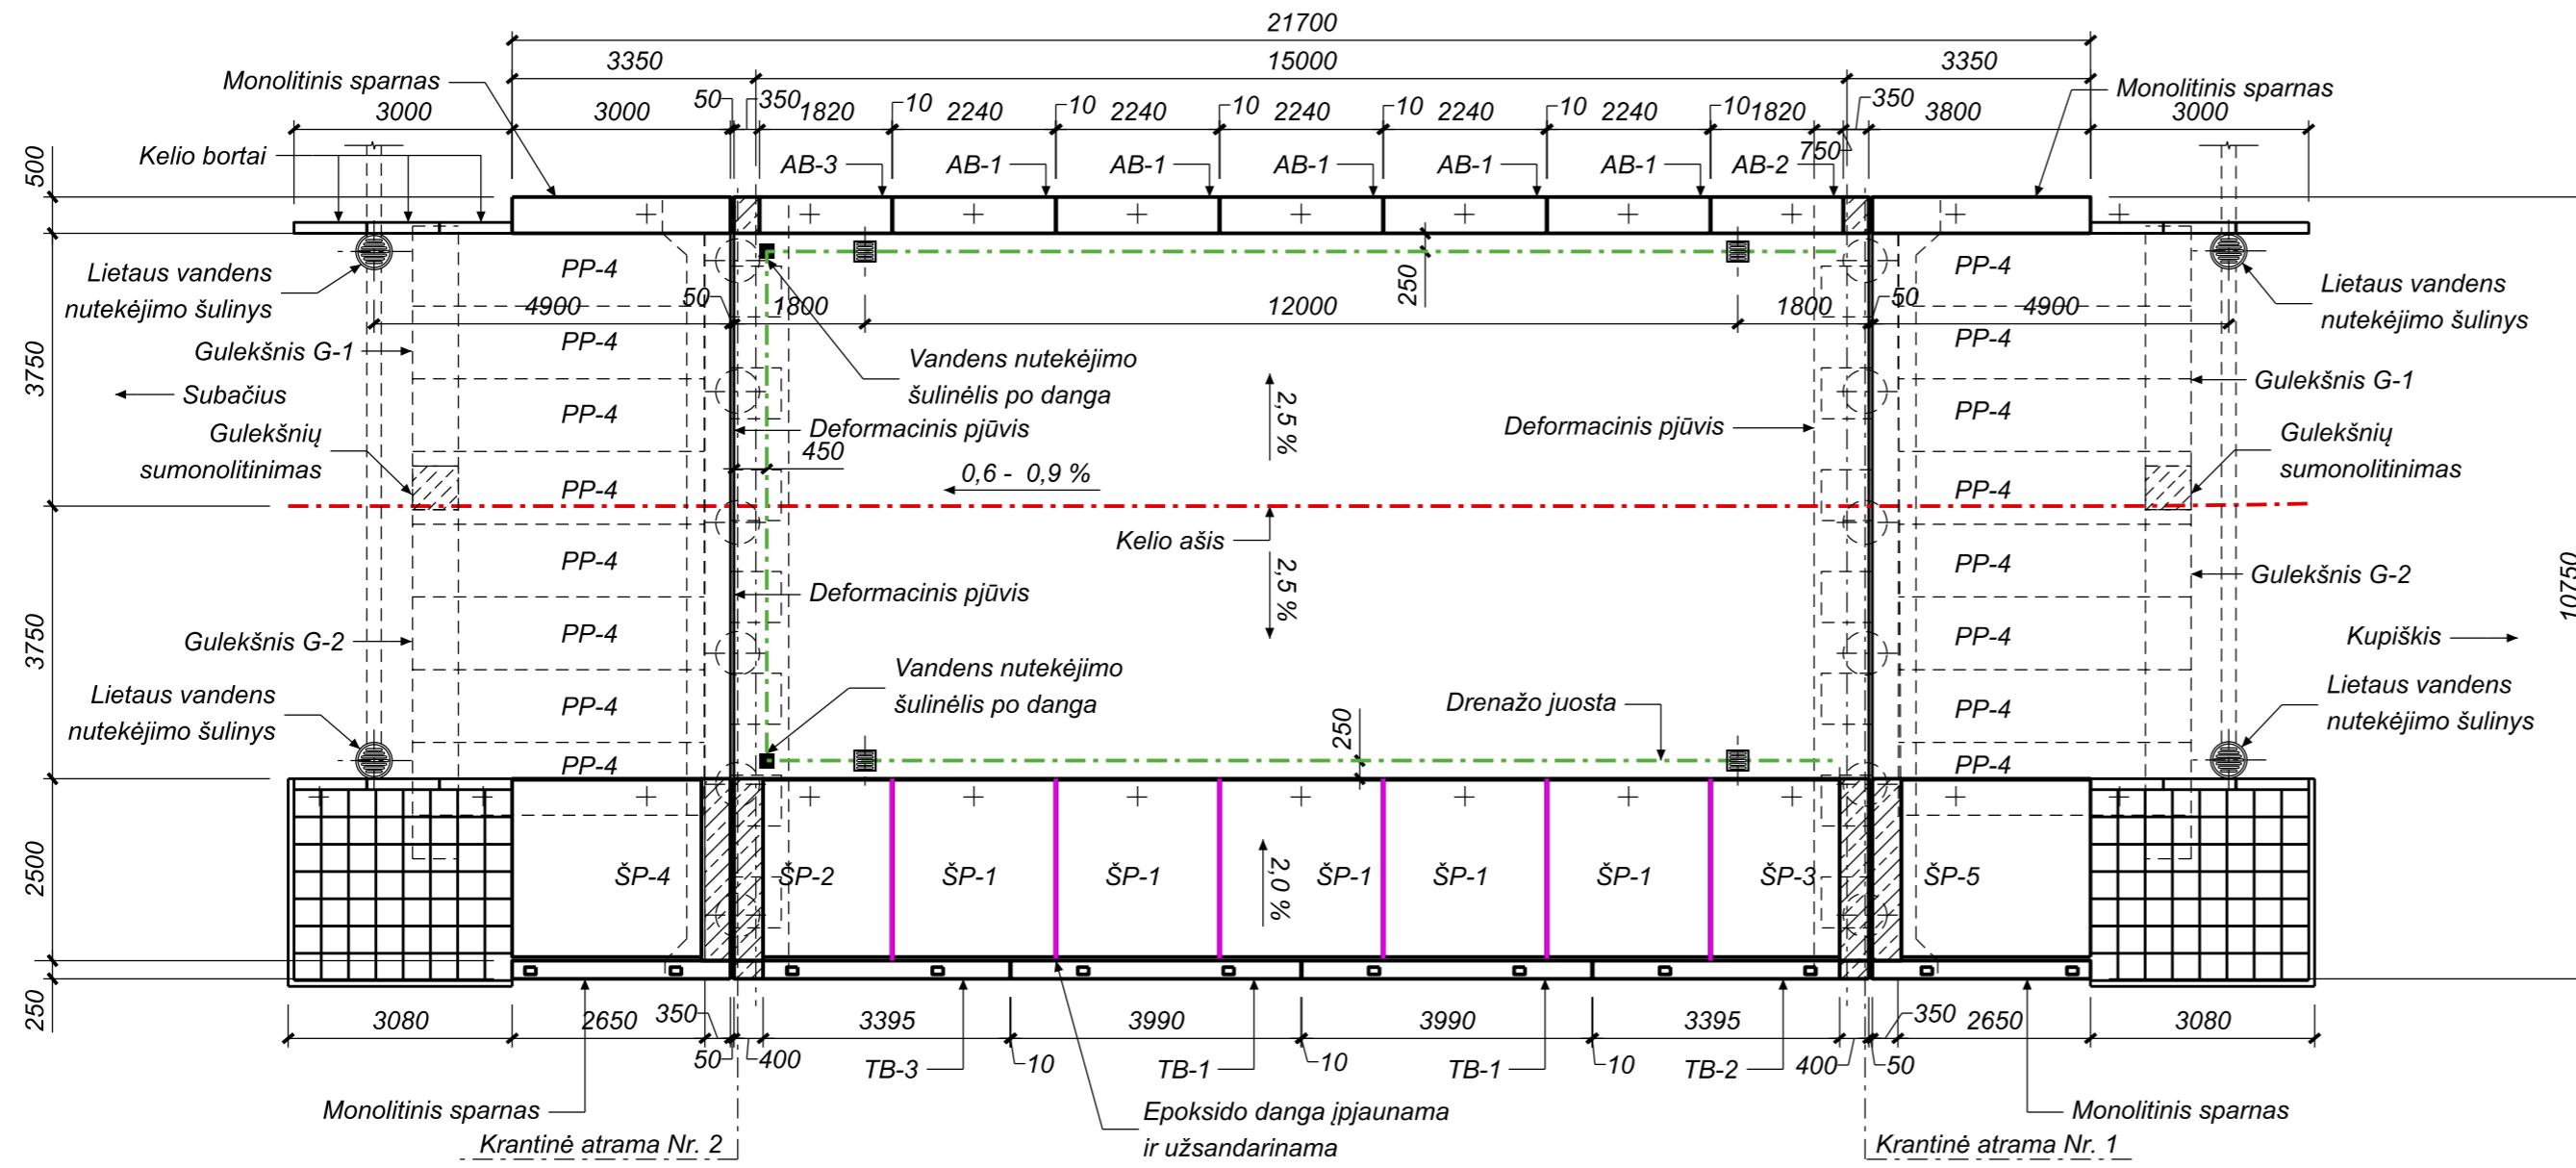 21700
3350 15000 3350
Monolitinis sparnas
Monolitinis sparnas
3000 3000 50 350 1820 10 2240 10 2240 10 2240 10 2240 10 2240 10 1820 350 3800 3000
Kelio bortai
AB-3 AB-1 AB-1 AB-1 AB-1 AB-1 AB-2 750
500
Lietaus vandens
nutekėjimo šulinys
PP-4
250
PP-4
Lietaus vandens
nutekėjimo šulinys
4900 50 1800 12000 1800 50 4900
Gulekšnis G-1
PP-4
Vandens nutekėjimo
šulinėlis po danga
PP-4
Gulekšnis G-1
3750
Subačius
PP-4
Deformacinis pjūvis
2,5 %
Deformacinis pjūvis
PP-4
Gulekšnių
sumonolitinimas
450
Gulekšnių
sumonolitinimas
PP-4
0,6 - 0,9 %
PP-4
Kelio ašis
PP-4
PP-4
Deformacinis pjūvis
2,5 %
Gulekšnis G-2
10750
3750
Gulekšnis G-2
PP-4
PP-4
Kupiškis
Lietaus vandens
nutekėjimo šulinys
PP-4
Vandens nutekėjimo
šulinėlis po danga
Drenažo juosta
PP-4
Lietaus vandens
nutekėjimo šulinys
PP-4
250
PP-4
2500
ŠP-4 ŠP-2 ŠP-1 ŠP-1 2,0 % ŠP-1 ŠP-1 ŠP-1 ŠP-3 ŠP-5
250
3080 2650 350 3395 3990 3990 3395 350 2650 3080
50 400 TB-3 10 TB-1 10 TB-1 10 TB-2 400 50
Monolitinis sparnas
Epoksido danga įpjaunama
ir užsandarinama
Monolitinis sparnas
Krantinė atrama Nr. 2
Krantinė atrama Nr. 1